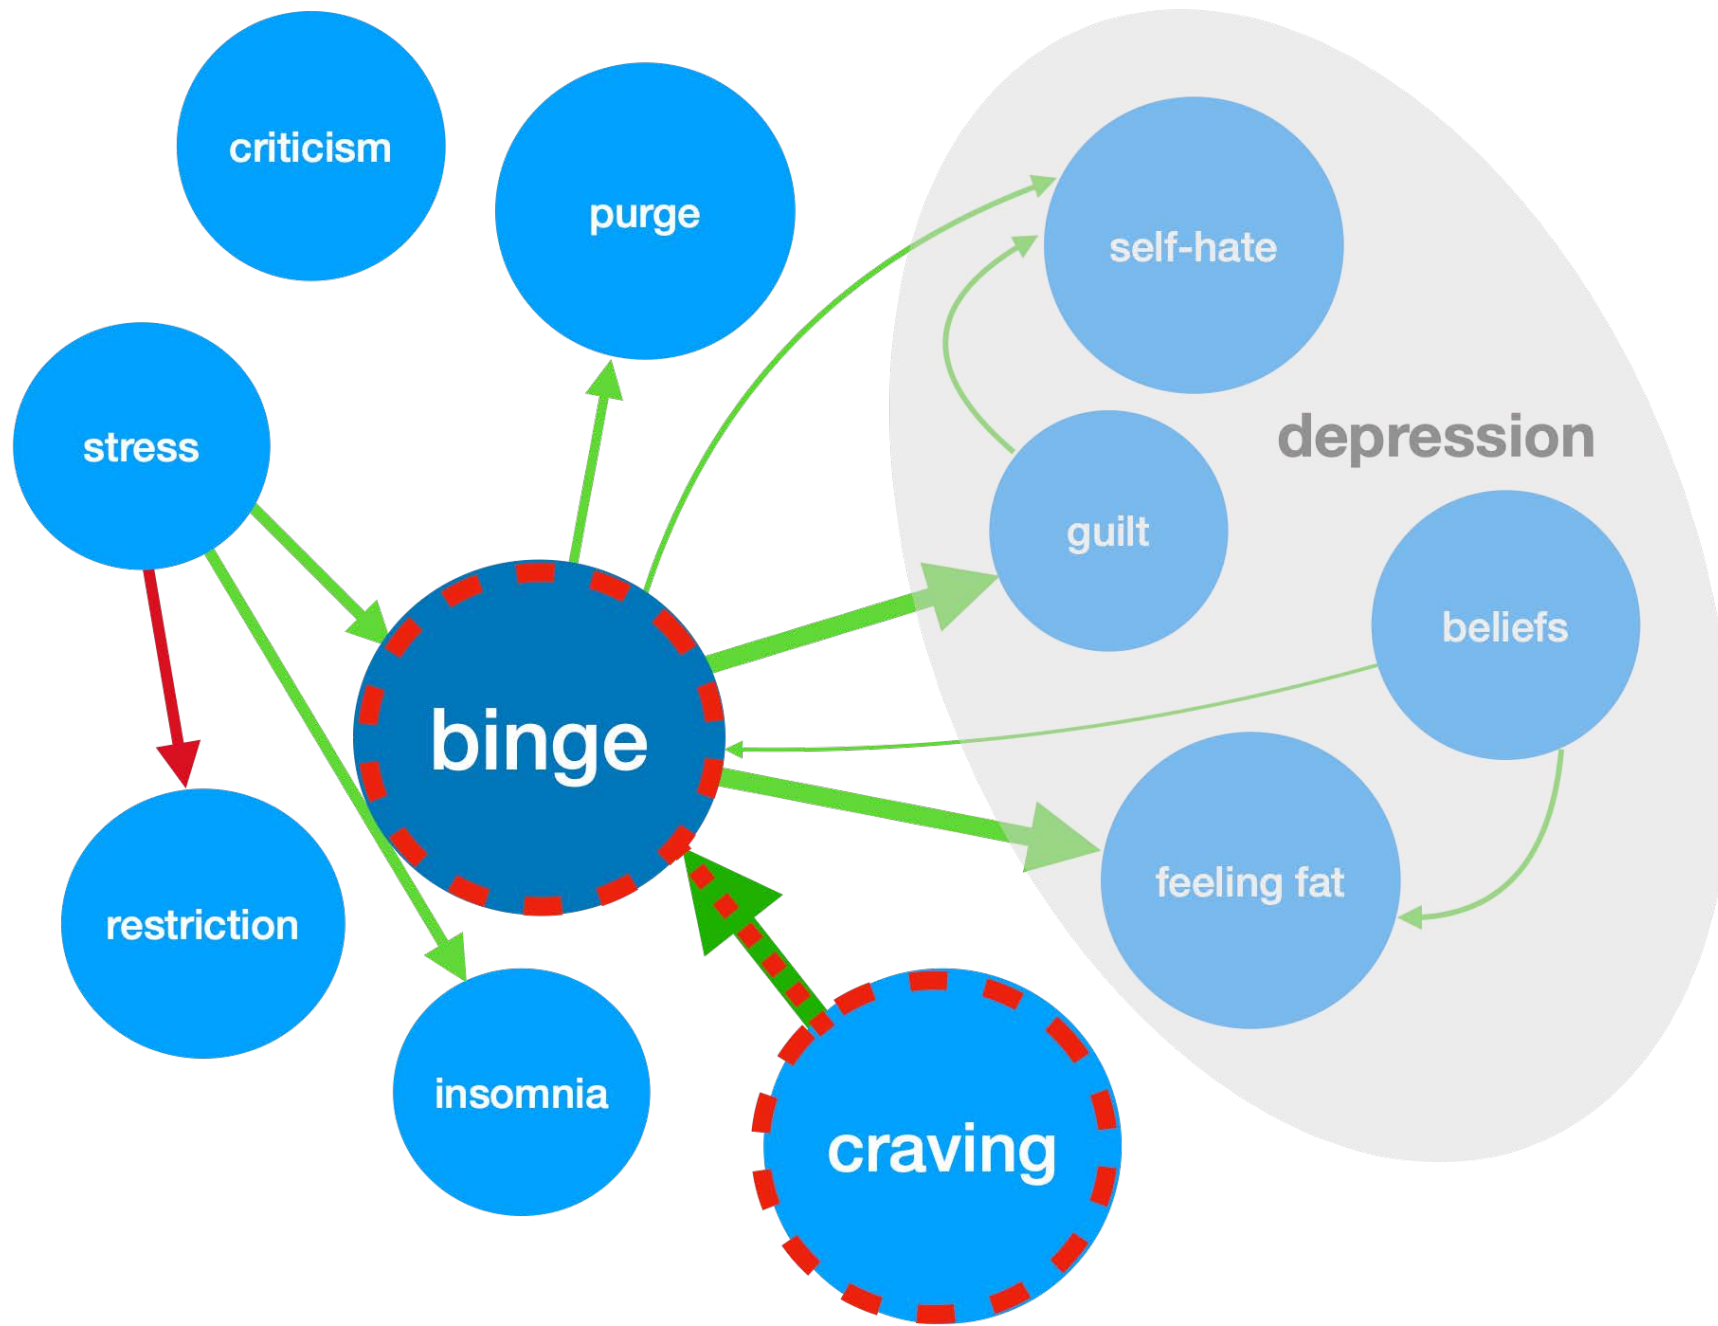 criticism
purge
self-hate
stress
depression
guilt
beliefs
binge
feeling fat
restriction
insomnia
craving